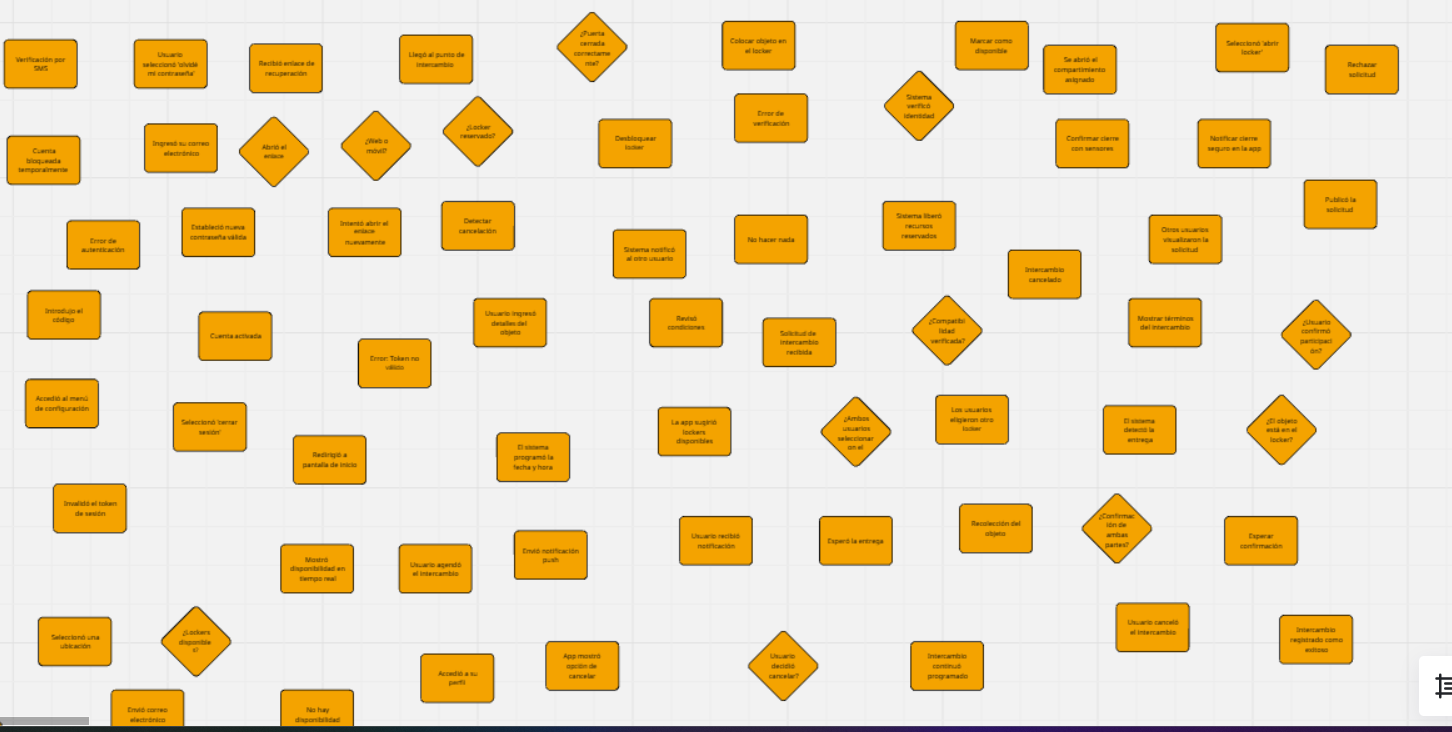 Verificación por
SMS
Usuario
seleccionó 'olvidé
mi contraseña'
Recibió enlace de
recuperación
Llegó al punto de
intercambio
¿Puerta
cerrada
correctame
nte?
Colocar objeto en
el locker
Marcar como
disponible
Se abrió el
compartimiento
asignado
Seleccionó 'abrir
locker'
Rechazar
solicitud
Cuenta
bloqueada
temporalmente
Ingresó su correo
electrónico
Abrió el
enlace
¿Web o
móvil?
¿Locker
reservado?
Desbloquear
locker
Error de
verificación
Sistema
verificó
identidad
Confirmar cierre
con sensores
Notificar cierre
seguro en la app
Publicó la
solicitud
Error de
autenticación
Estableció nueva
contraseña válida
Intentó abrir el
enlace
nuevamente
Detectar
cancelación
Sistema notificó
al otro usuario
No hacer nada
Sistema liberó
recursos
reservados
Intercambio
cancelado
Otros usuarios
visualizaron la
solicitud
Introdujo el
código
Cuenta activada
Error: Token no
válido
Usuario ingresó
detalles del
objeto
Revisó
condiciones
Solicitud de
intercambio
recibida
¿Compatibi
lidad
verificada?
Mostrar términos
del intercambio
¿Usuario
confirmó
participaci
ón?
Accedió al menú
de configuración
Seleccionó 'cerrar
sesión'
Redirigió a
pantalla de inicio
El sistema
programó la
fecha y hora
La app sugirió
lockers
disponibles
¿Ambos
usuarios
seleccionar
on el
Los usuarios
eligieron otro
locker
El sistema
detectó la
entrega
¿El objeto
está en el
locker?
Invalidó el token
de sesión
Mostró
disponibilidad en
tiempo real
Usuario agendó
el intercambio
Envió notificación
push
Usuario recibió
notificación
Esperó la entrega
Recolección del
objeto
¿Confirmac
ión de
ambas
partes?
Esperar
confirmación
Seleccionó una
ubicación
¿Lockers
disponible
s?
Accedió a su
perfil
App mostró
opción de
cancelar
Usuario
decidió
cancelar?
Intercambio
continuó
programado
Usuario canceló
el intercambio
Intercambio
registrado como
exitoso
Envió correo
electrónico
No hay
disponibilidad